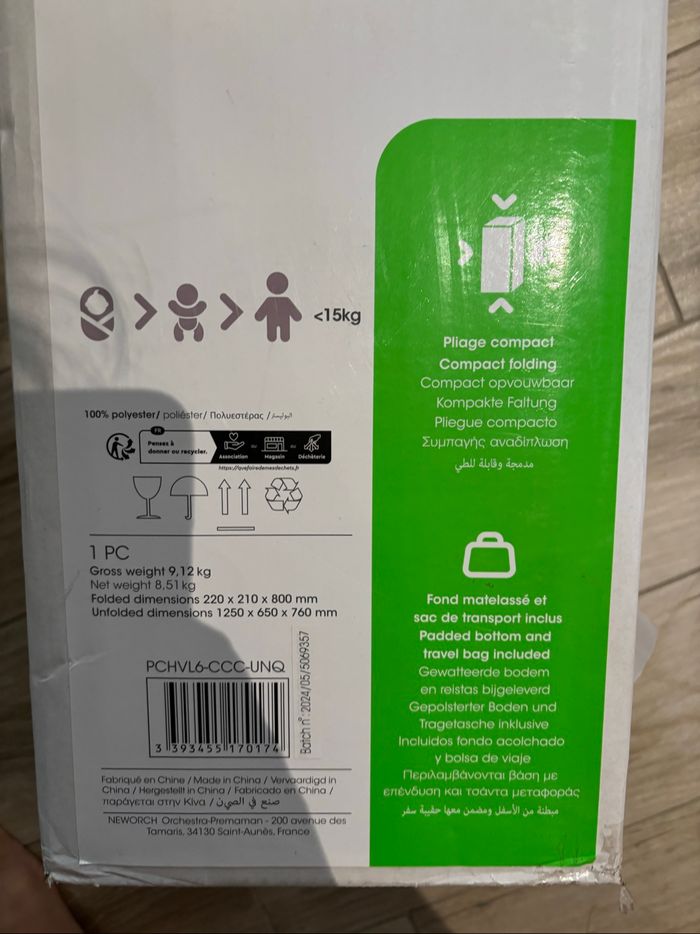 <15kg
100% polyester/ poliéster/ Πολυεστέρας /البوليستر
FR
Pensez à
donner ou recycler.
Association
ou
Magasin
ou
Déchèterie
https://quefairedemesdechets.fr
1 PC
Gross weight 9,12 kg
Net weight 8,51 kg
Folded dimensions 220 x 210 x 800 mm
Unfolded dimensions 1250 x 650 x 760 mm
PCHVL6-CCC-UNQ
3 393455 170174
Batch n°:2024/05/5069357
Fabriqué en Chine / Made in China / Vervaardigd in
China / Hergestellt in China / Fabricado en China /
παράγεται στην Κίνα / صنع في الصين
NEWORCH Orchestra-Premaman - 200 avenue des
Tamaris, 34130 Saint-Aunès, France
Pliage compact
Compact folding
Compact opvouwbaar
Kompakte Faltung
Pliegue compacto
Συμπαγής αναδίπλωση
مدمجة وقابلة للطي
Fond matelassé et
sac de transport inclus
Padded bottom and
travel bag included
Gewatteerde bodem
en reistas bijgeleverd
Gepolsterter Boden und
Tragetasche inklusive
Incluidos fondo acolchado
y bolsa de viaje
Περιλαμβάνονται βάση με
επένδυση και τσάντα μεταφοράς
مبطنة من الأسفل ومضمن معها حقيبة سفر